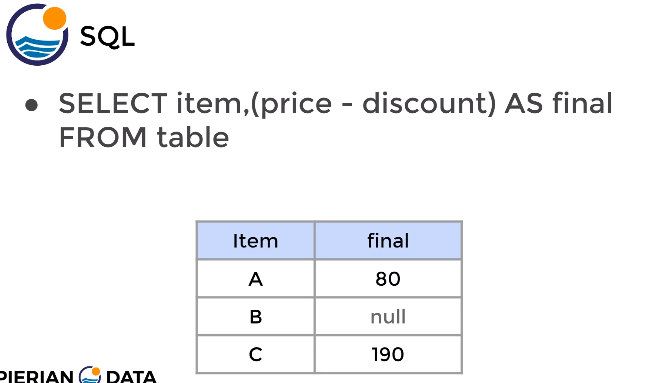 SQL
● SELECT item,(price - discount) AS final
FROM table
Item final
A 80
B null
C 190
PIERIAN DATA